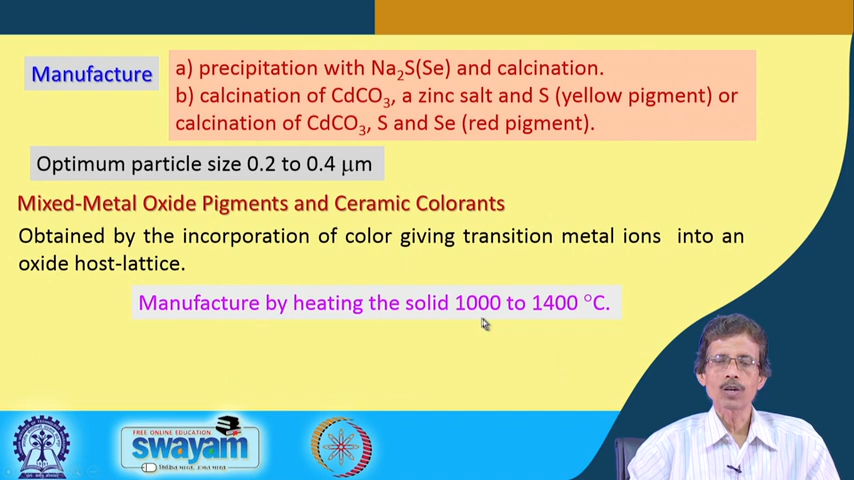 Manufacture
a) precipitation with Na₂S(Se) and calcination.
b) calcination of CdCO₃, a zinc salt and S (yellow pigment) or
calcination of CdCO₃, S and Se (red pigment).
Optimum particle size 0.2 to 0.4 μm
Mixed-Metal Oxide Pigments and Ceramic Colorants
Obtained by the incorporation of color giving transition metal ions into an
oxide host-lattice.
Manufacture by heating the solid 1000 to 1400 °C.
FREE ONLINE EDUCATION
swayam